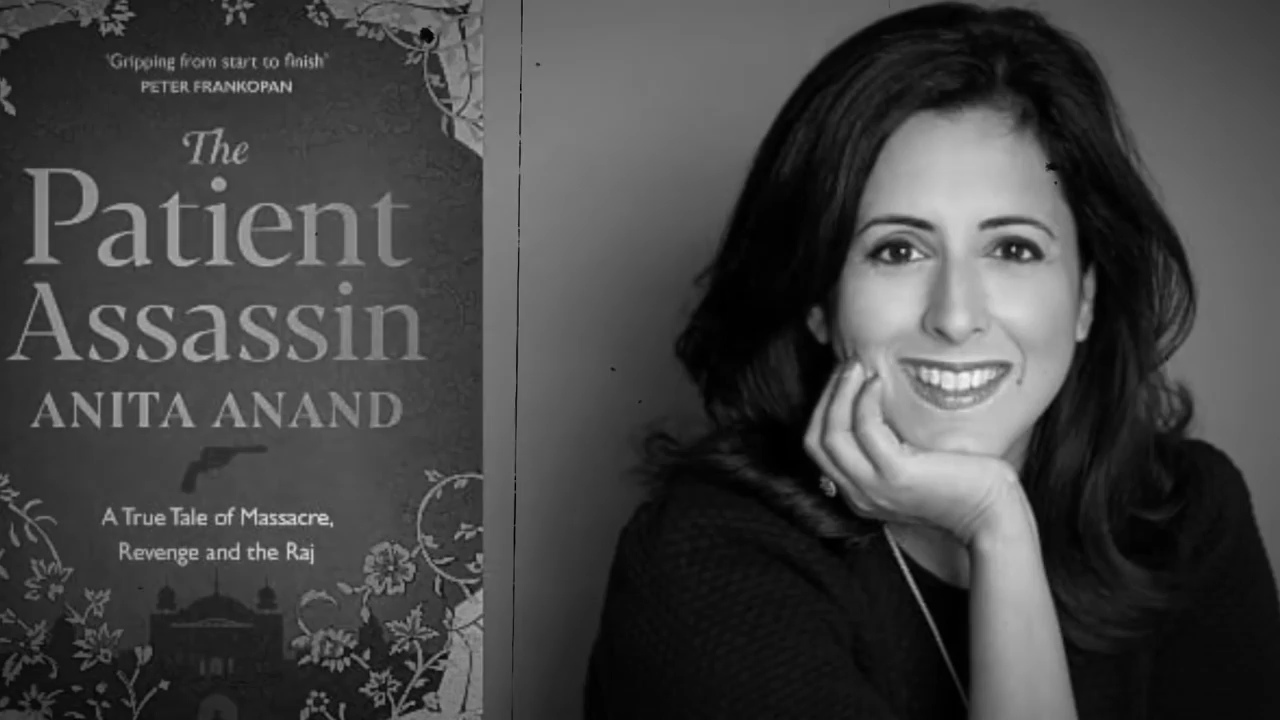 'Gripping from start to finish'
PETER FRANKOPAN
The
Patient
Assassin
ANITA ANAND
A True Tale of Massacre,
Revenge and the Raj